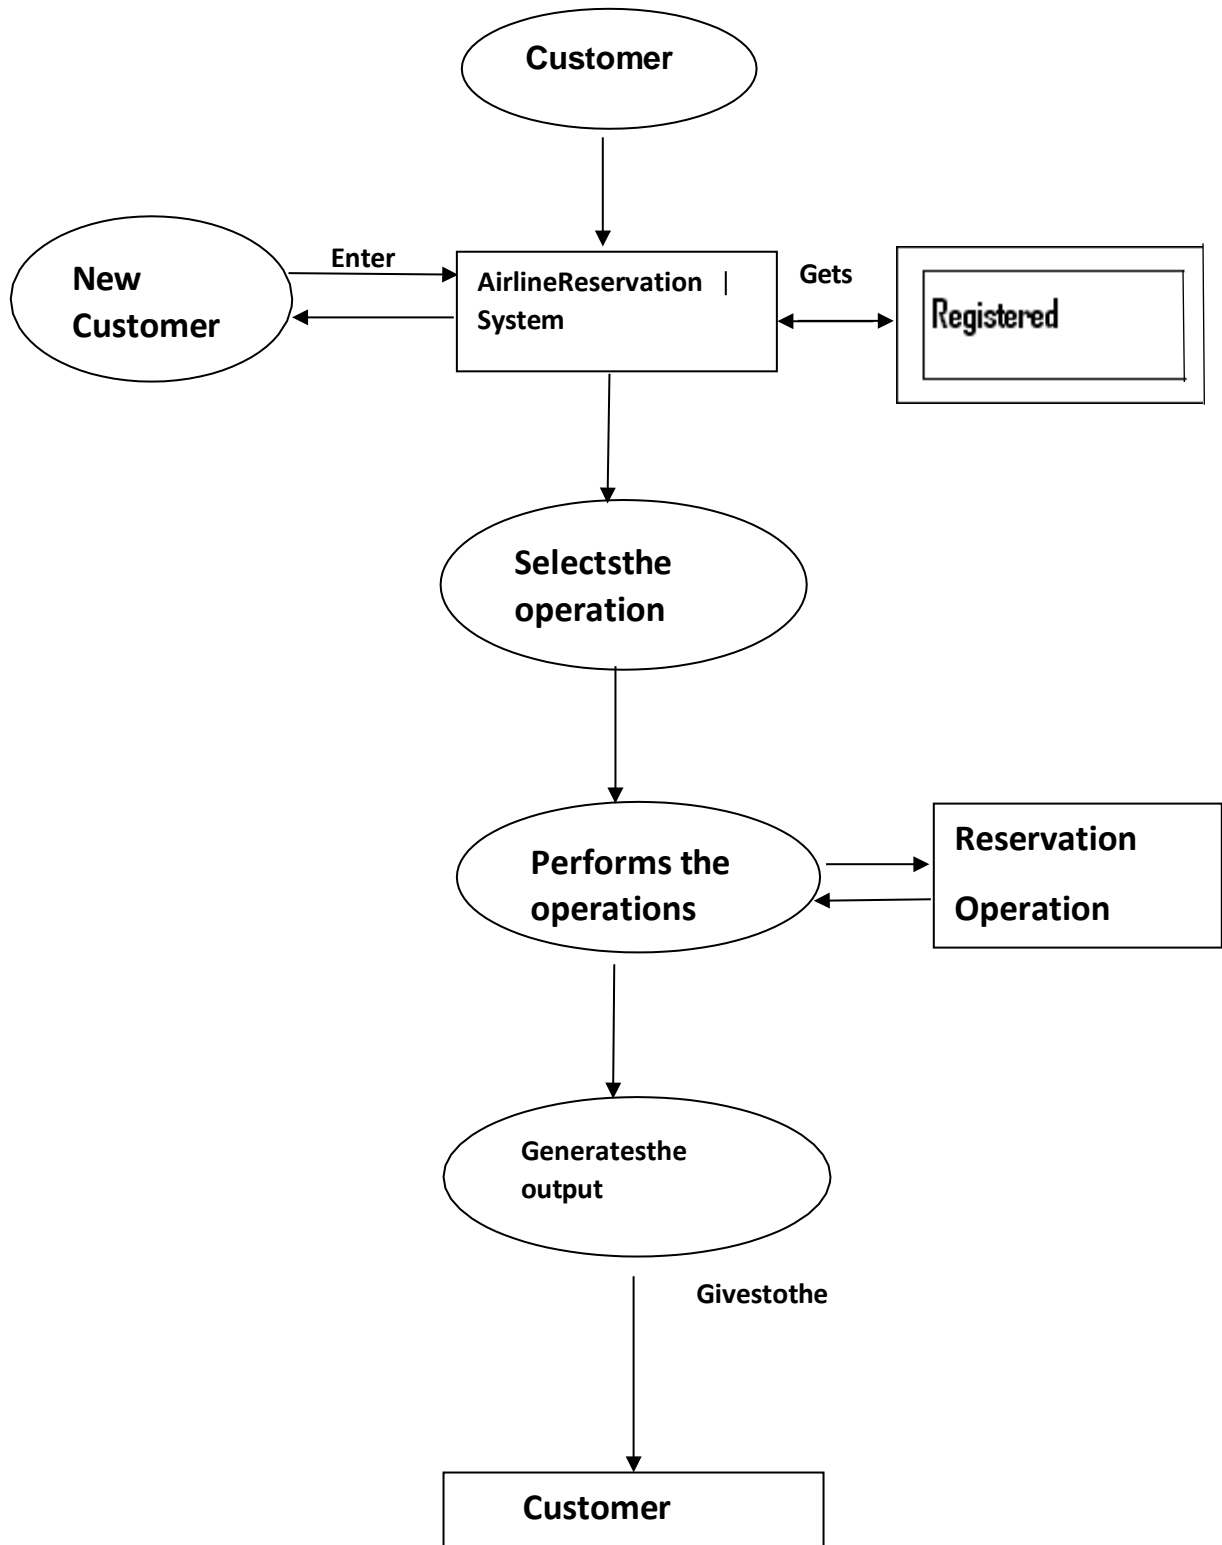 Customer
New
Customer
Enter
AirlineReservation |
System
Gets
Registered
Selectsthe
operation
Performs the
operations
Reservation
Operation
Generatesthe
output
Givestothe
Customer